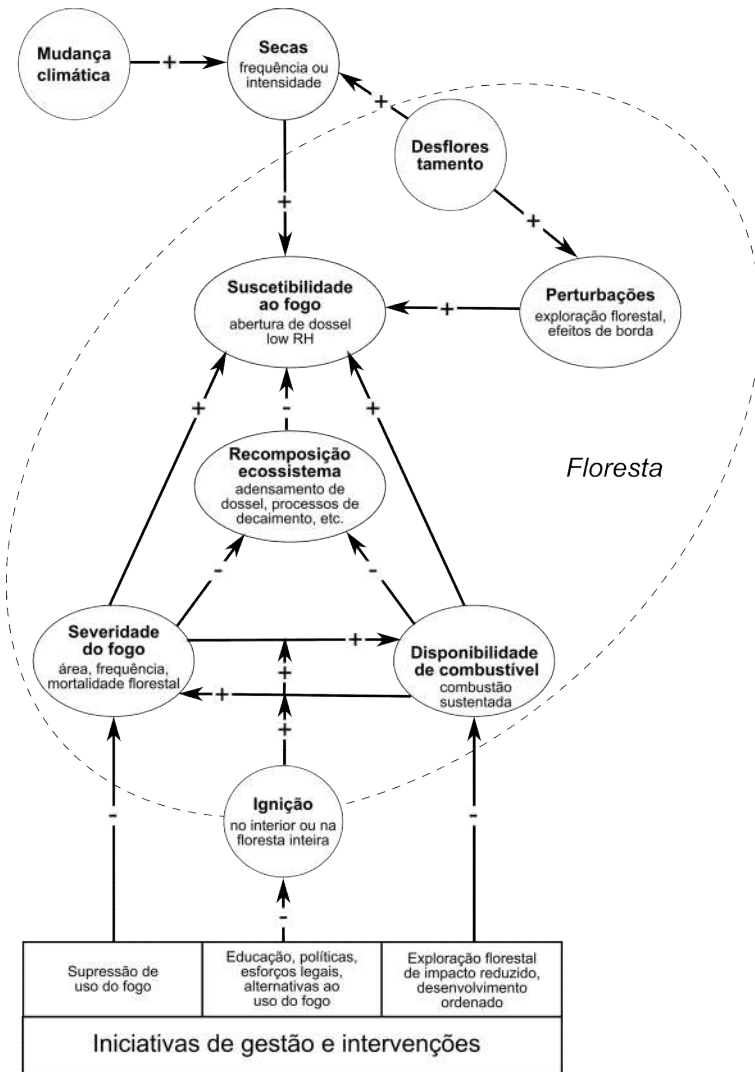 Mudança
climática
+
Secas
frequência ou
intensidade
+
Desflores
tamento
+
+
Suscetibilidade
ao fogo
abertura de dossel
low RH
+
Perturbações
exploração florestal,
efeitos de borda
+
-
+
Recomposição
ecossistema
adensamento de
dossel, processos de
decaimento, etc.
Floresta
-
-
Severidade
do fogo
área, frequência,
mortalidade florestal
+
+
+
Disponibilidade
de combustível
combustão
sustentada
+
Ignição
no interior ou na
floresta inteira
-
-
-
Supressão de
uso do fogo
Educação, políticas,
esforços legais,
alternativas ao
uso do fogo
Exploração florestal
de impacto reduzido,
desenvolvimento
ordenado
Iniciativas de gestão e intervenções